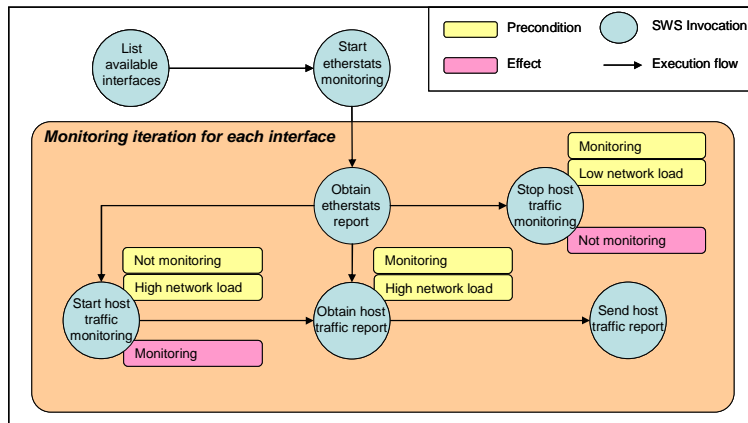 List
available
interfaces
Start
etherstats
monitoring
Precondition
SWS Invocation
Effect
Execution flow
Monitoring iteration for each interface
Obtain
etherstats
report
Stop host
traffic
monitoring
Monitoring
Low network load
Not monitoring
Not monitoring
High network load
Monitoring
High network load
Start host
traffic
monitoring
Monitoring
Obtain host
traffic report
Send host
traffic report